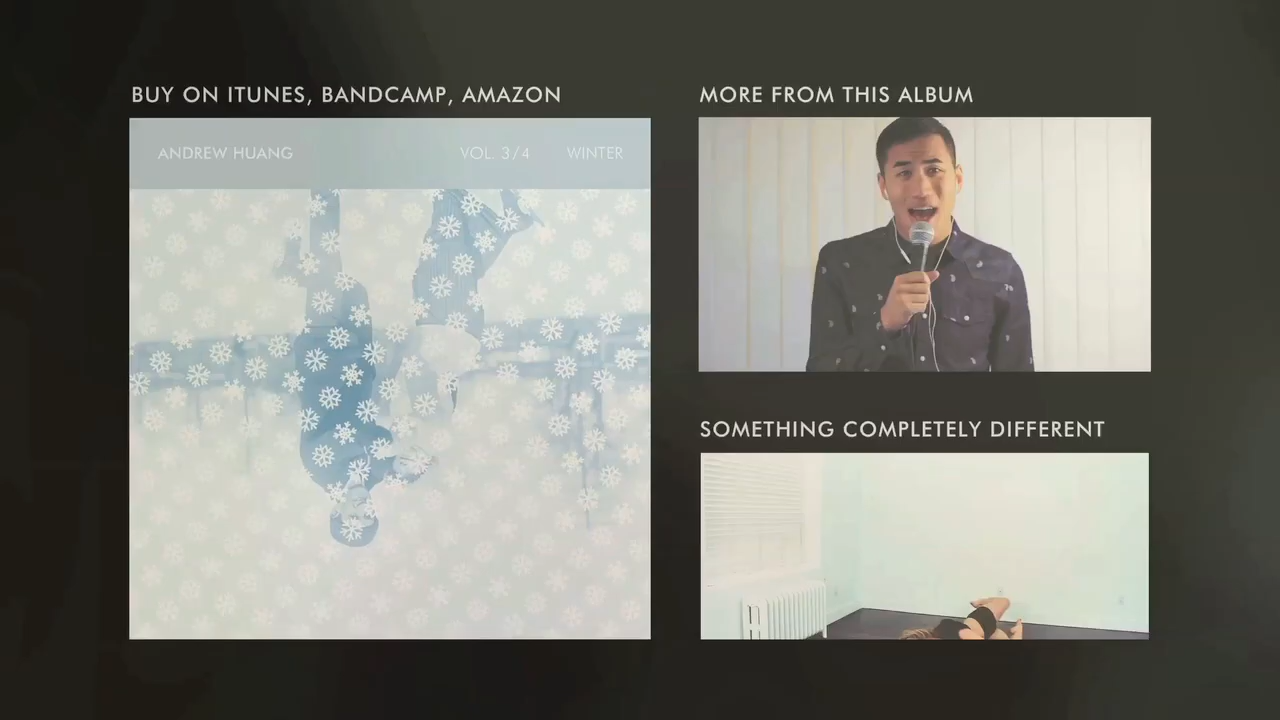 BUY ON ITUNES, BANDCAMP, AMAZON
ANDREW HUANG VOL. 3/4 WINTER
MORE FROM THIS ALBUM
SOMETHING COMPLETELY DIFFERENT